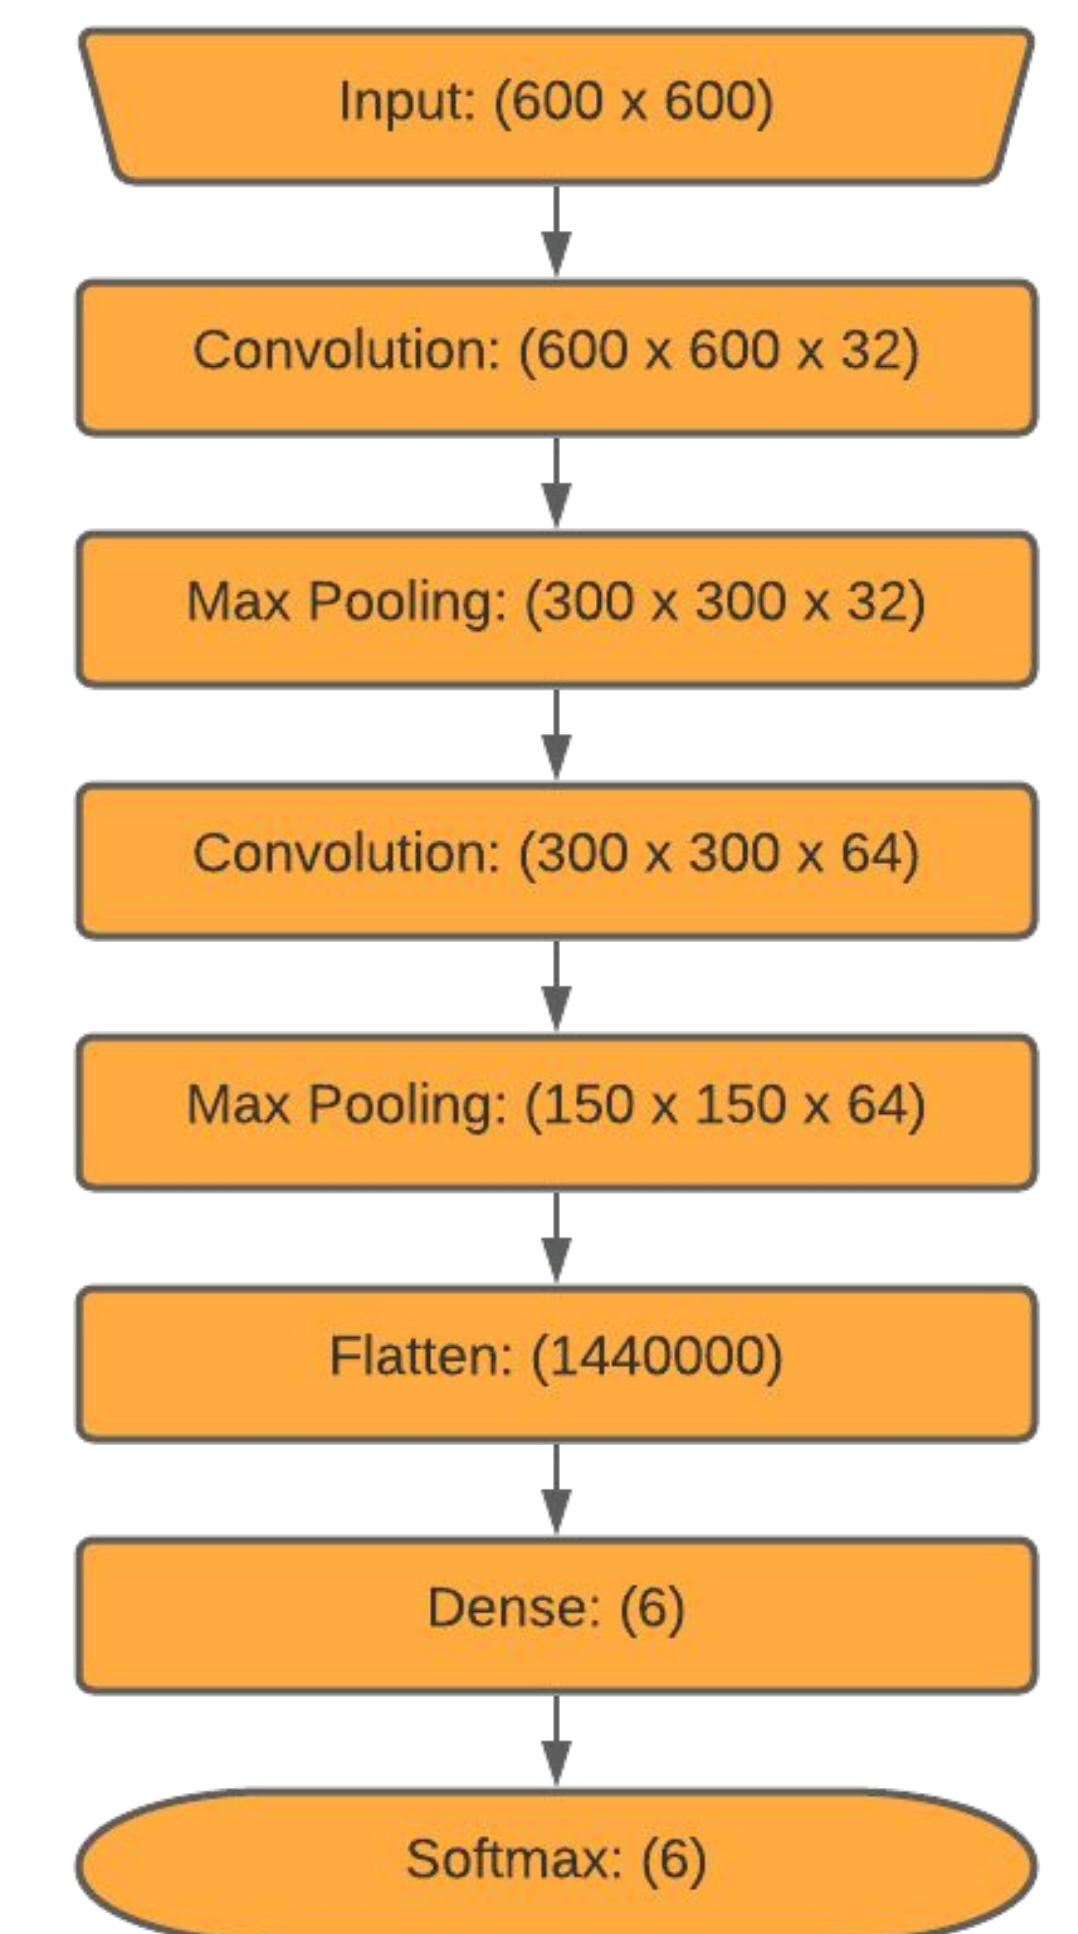 Input: (600 x 600)
Convolution: (600 x 600 x 32)
Max Pooling: (300 x 300 x 32)
Convolution: (300 x 300 x 64)
Max Pooling: (150 x 150 x 64)
Flatten: (1440000)
Dense: (6)
Softmax: (6)